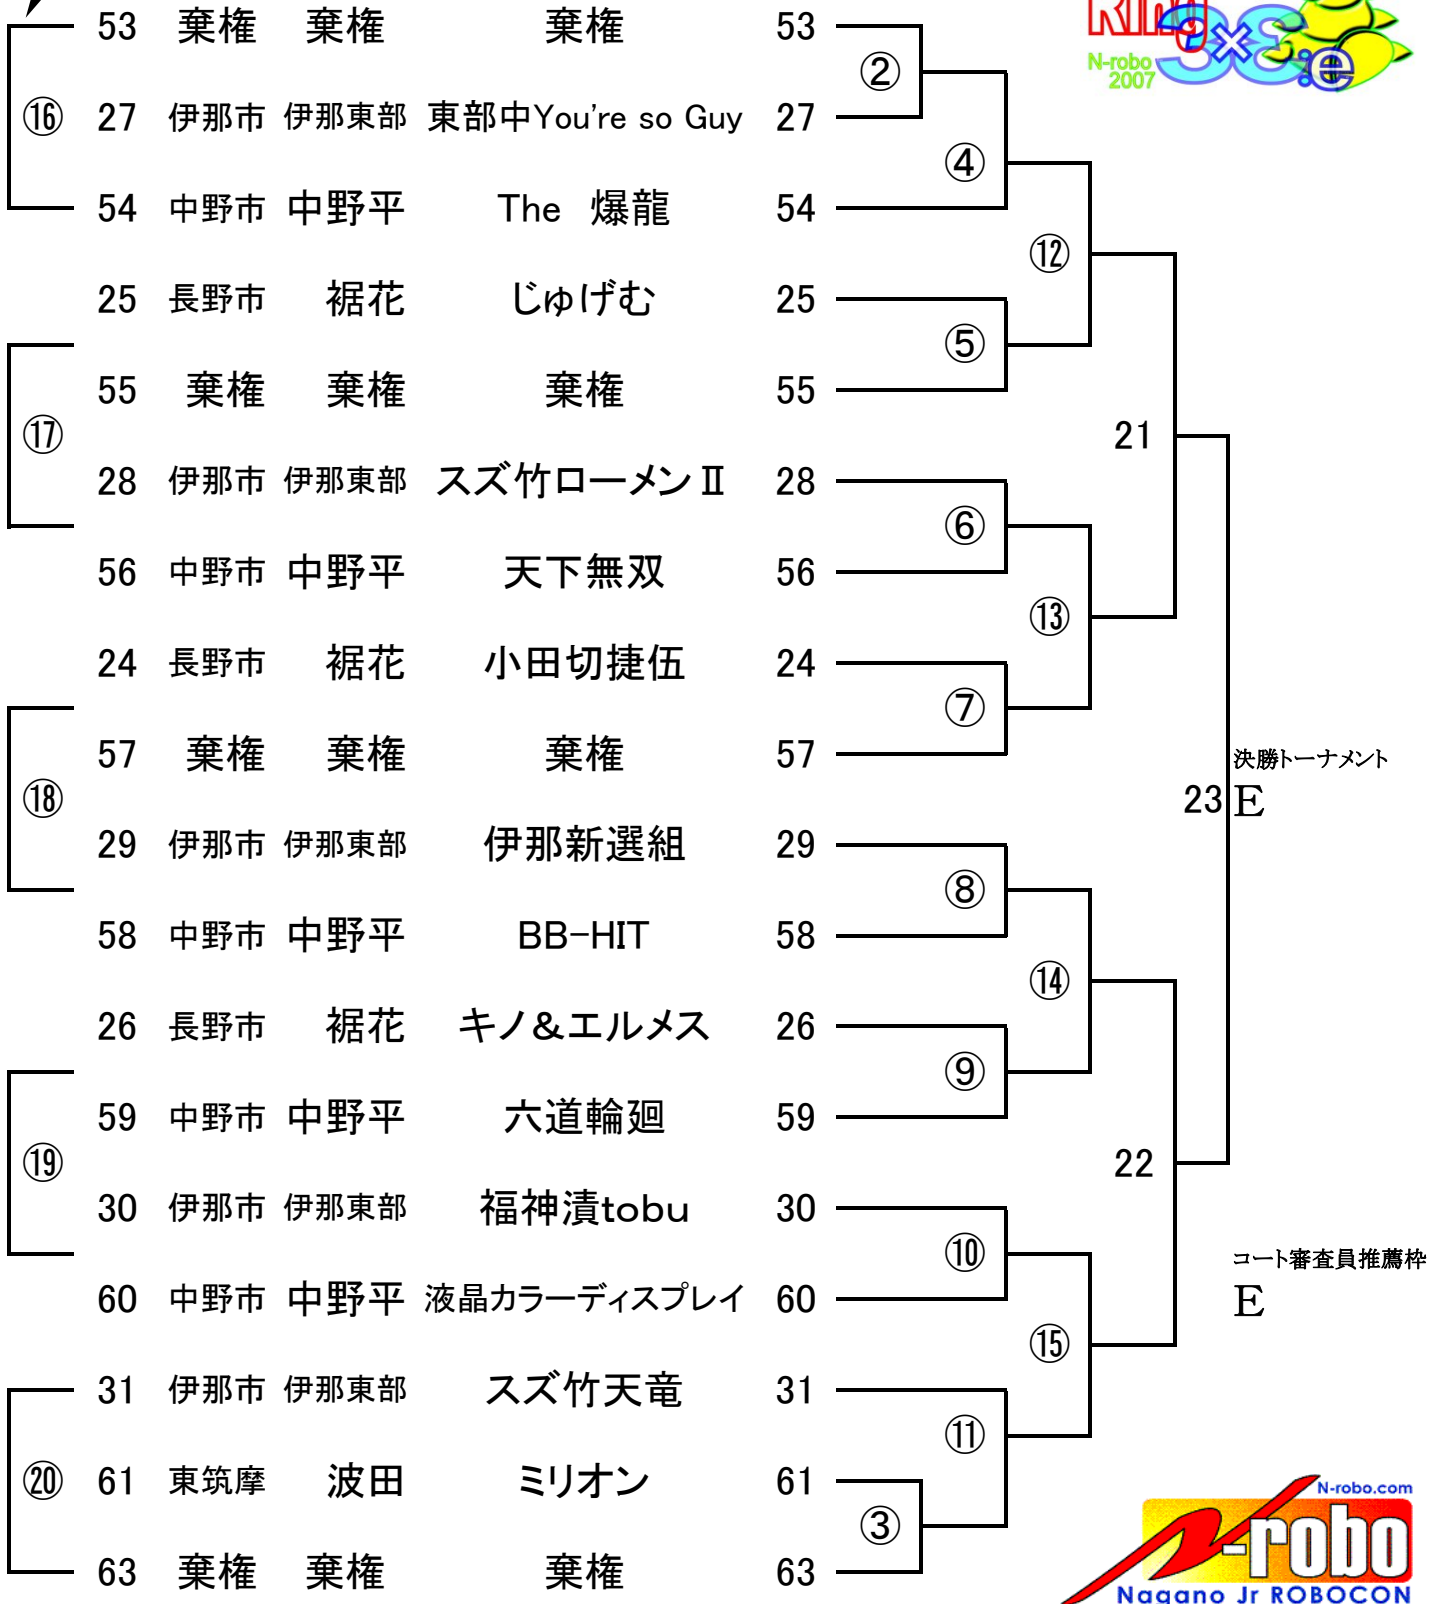 Ring
3×3:e
N-robo
2007
53 棄権 棄権 棄権 53
②
⑯ 27 伊那市 伊那東部 東部中You're so Guy 27
④
54 中野市 中野平 The 爆龍 54
⑫
25 長野市 裾花 じゅげむ 25
⑤
55 棄権 棄権 棄権 55
⑰ 21
28 伊那市 伊那東部 スズ竹ローメンⅡ 28
⑥
56 中野市 中野平 天下無双 56
⑬
24 長野市 裾花 小田切捷伍 24
⑦
57 棄権 棄権 棄権 57
決勝トーナメント
⑱ 23 E
29 伊那市 伊那東部 伊那新選組 29
⑧
58 中野市 中野平 BB-HIT 58
⑭
26 長野市 裾花 キノ&エルメス 26
⑨
59 中野市 中野平 六道輪廻 59
⑲ 22
30 伊那市 伊那東部 福神漬tobu 30
⑩
コート審査員推薦枠
60 中野市 中野平 液晶カラーディスプレイ 60
E
⑮
31 伊那市 伊那東部 スズ竹天竜 31
⑪
⑳ 61 東筑摩 波田 ミリオン 61
③
63 棄権 棄権 棄権 63
N-robo.com
N-robo
Nagano Jr ROBOCON